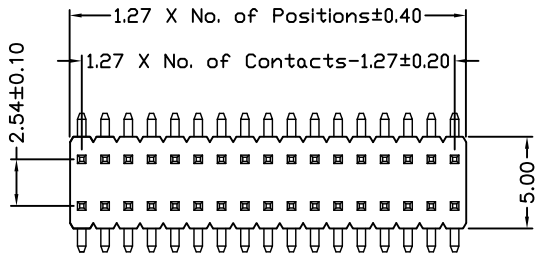 1.27 X No. of Positions±0.40
1.27 X No. of Contacts-1.27±0.20
2.54±0.10
5.00